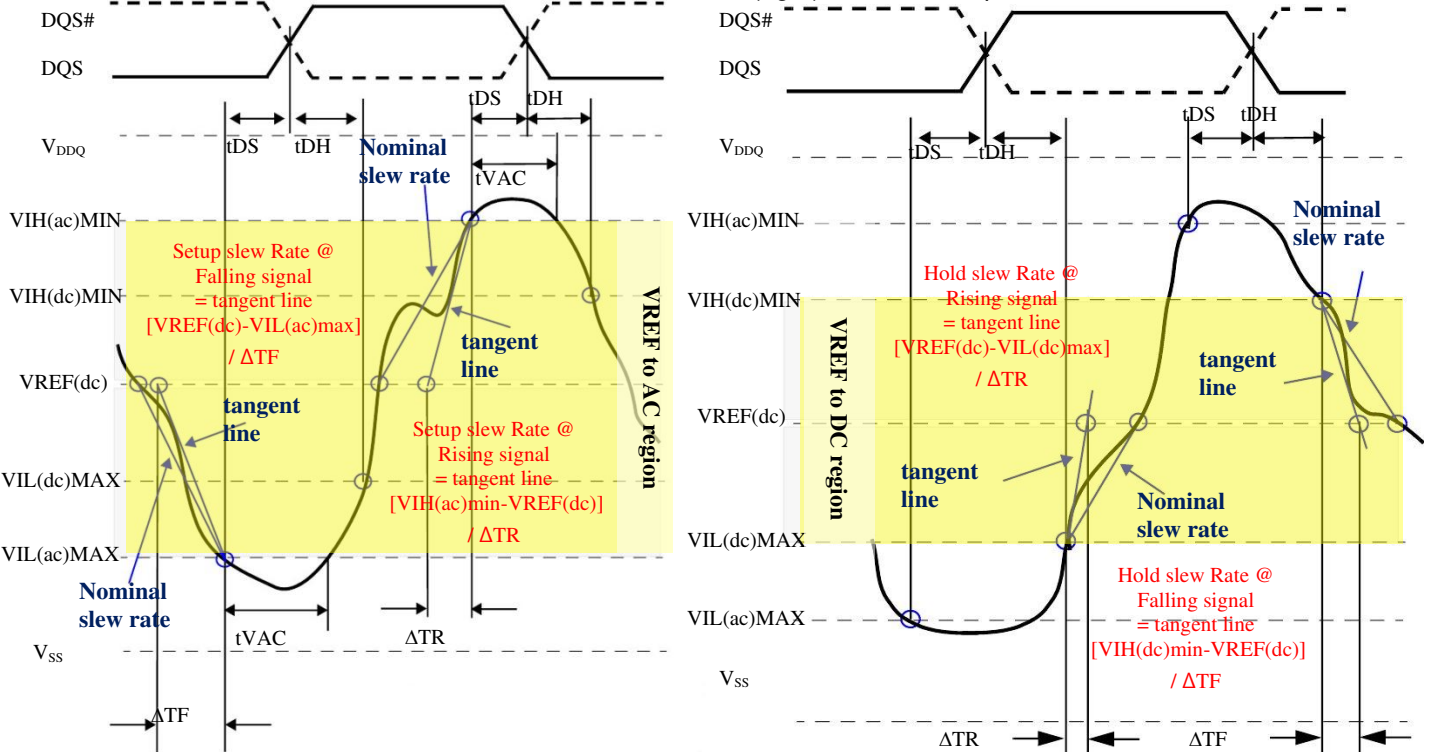 DQS#
DQS
tDS
tDH
tDS
tDH
VDDQ
Nominal
slew rate
tVAC
VIH(ac)MIN
Setup slew Rate @
Falling signal
= tangent line
[VREF(dc)-VIL(ac)max]
/ ΔTF
VIH(dc)MIN
tangent
line
VREF to AC region
VREF(dc)
tangent
line
Setup slew Rate @
Rising signal
= tangent line
[VIH(ac)min-VREF(dc)]
/ ΔTR
VIL(dc)MAX
VIL(ac)MAX
Nominal
slew rate
tVAC
ΔTR
VSS
ΔTF
DQS#
DQS
tDS
tDH
tDS
tDH
VDDQ
VIH(ac)MIN
Nominal
slew rate
Hold slew Rate @
Rising signal
= tangent line
[VREF(dc)-VIL(dc)max]
/ ΔTR
VIH(dc)MIN
VREF to DC region
tangent
line
VREF(dc)
tangent
line
Nominal
slew rate
VIL(dc)MAX
Hold slew Rate @
Falling signal
= tangent line
[VIH(dc)min-VREF(dc)]
/ ΔTF
VIL(ac)MAX
VSS
ΔTR
ΔTF